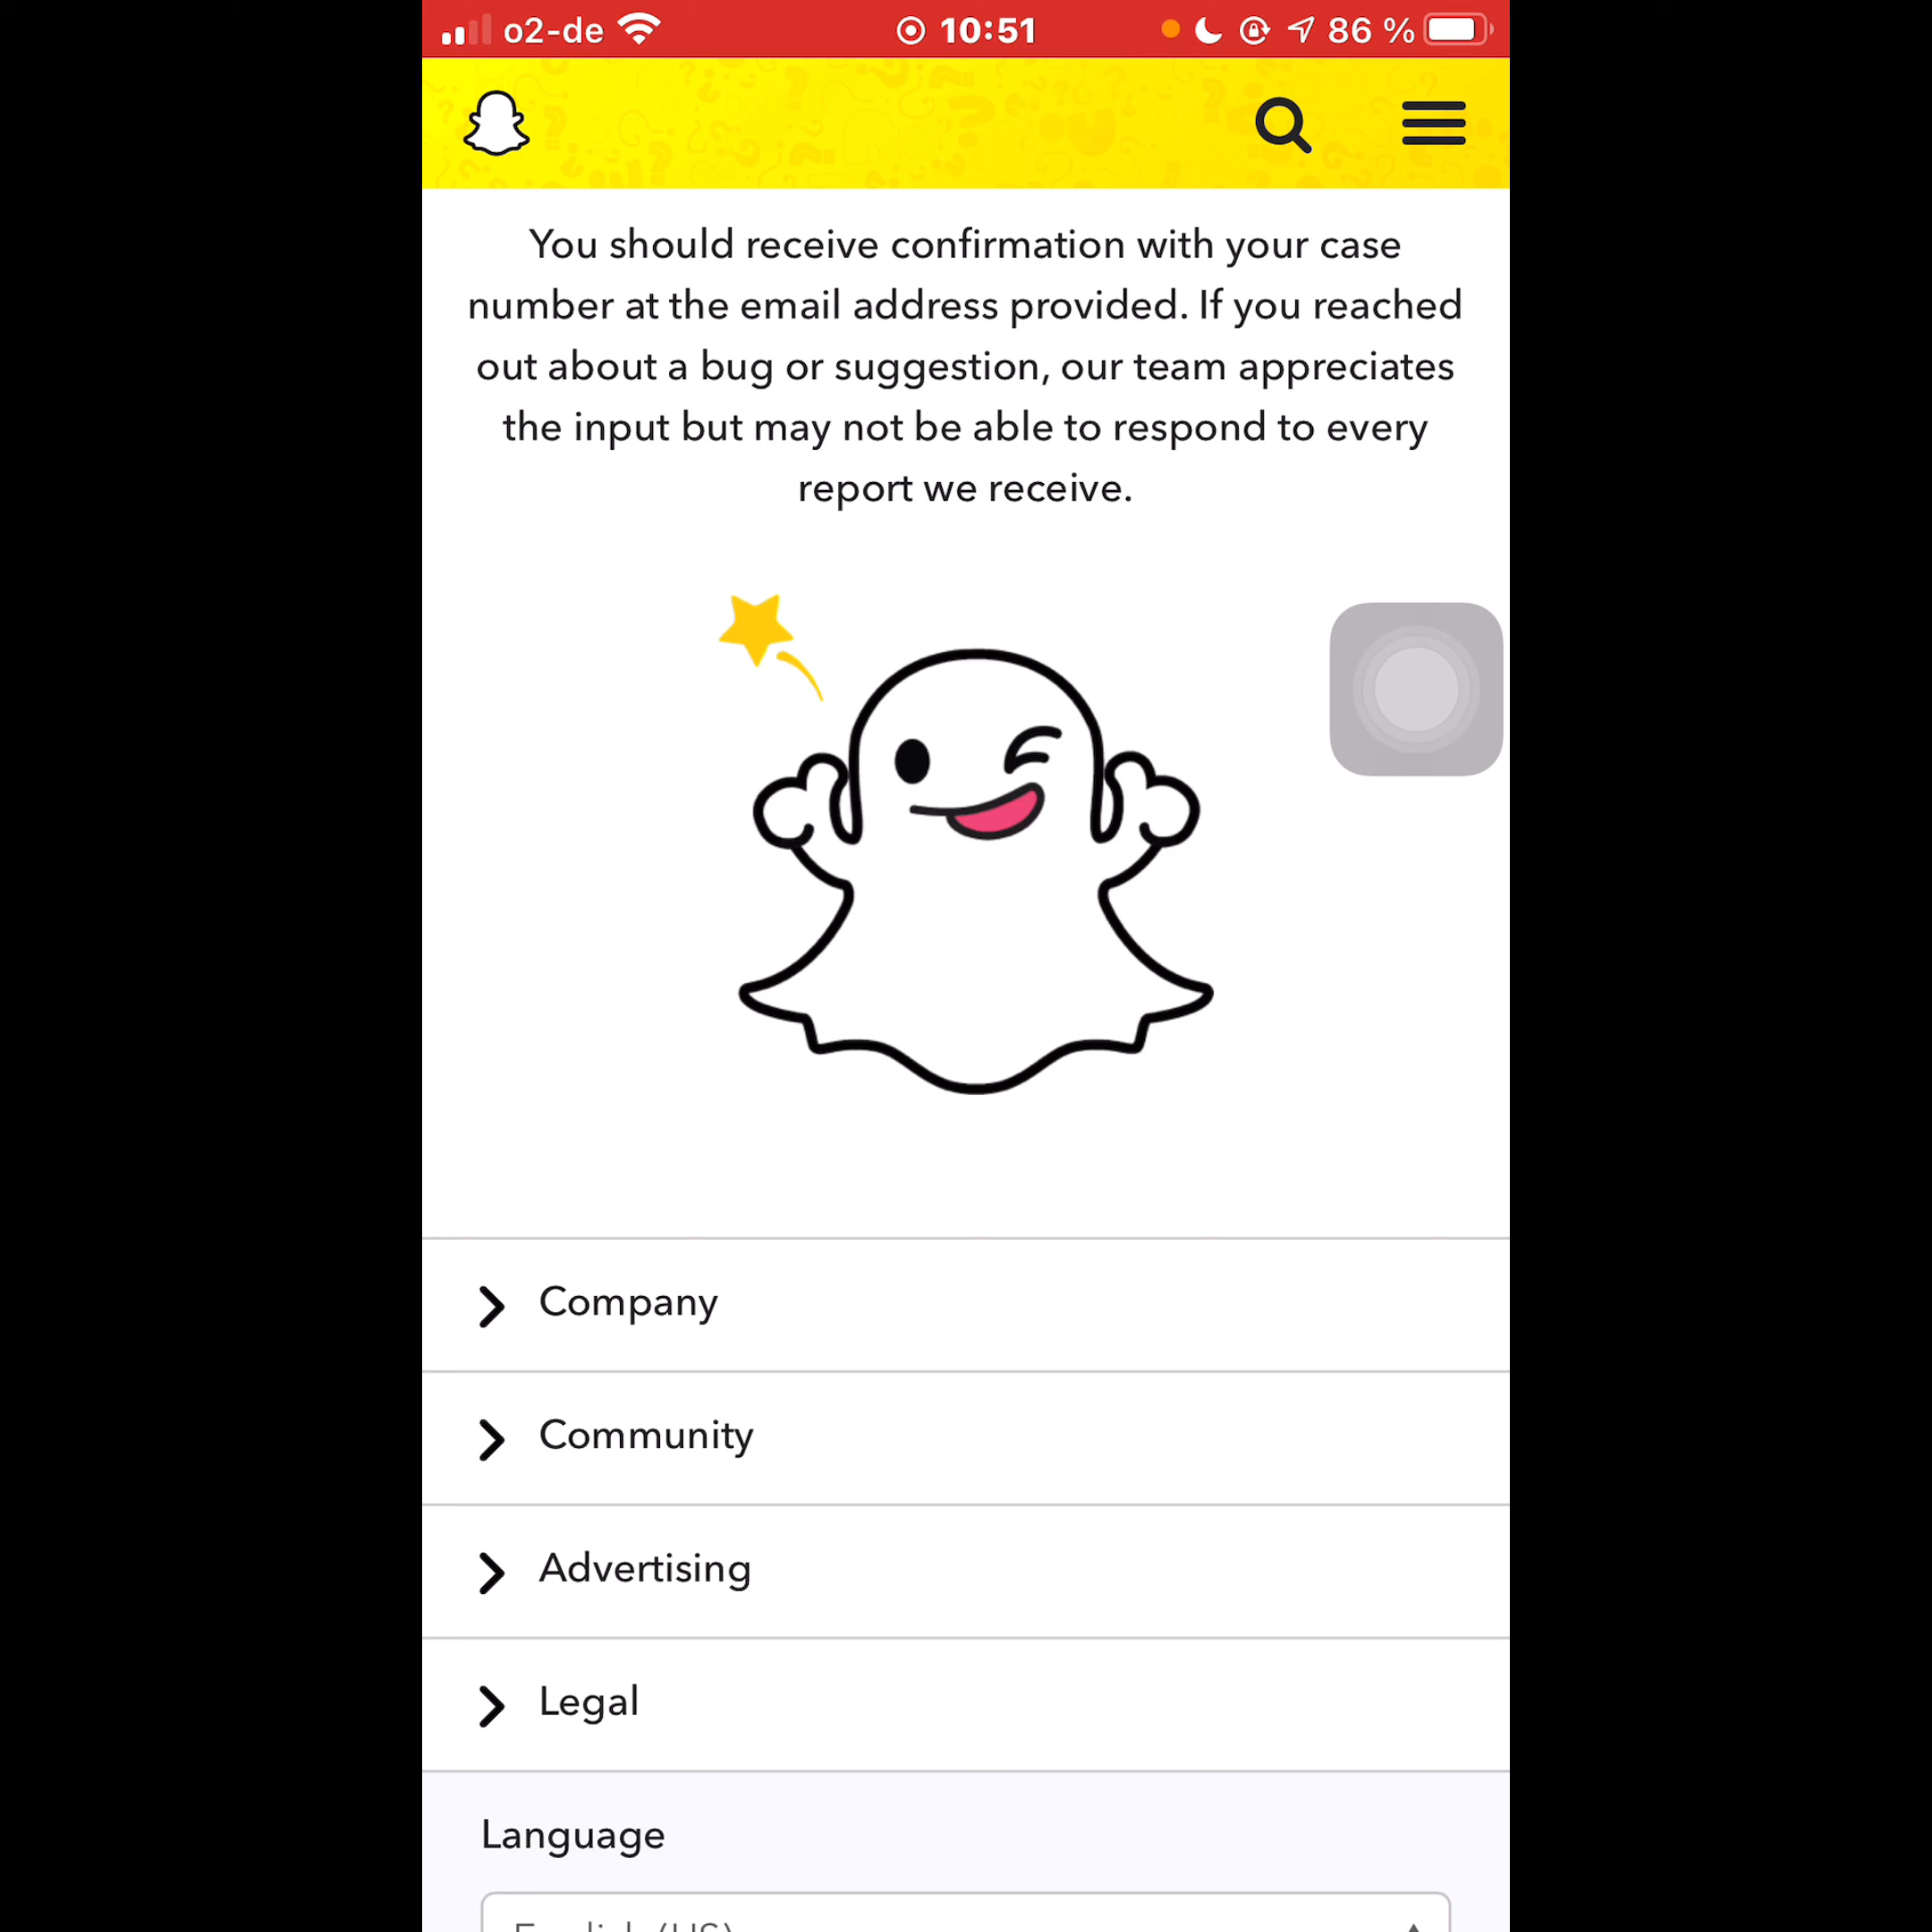 o2-de 10:51 86 %
You should receive confirmation with your case
number at the email address provided. If you reached
out about a bug or suggestion, our team appreciates
the input but may not be able to respond to every
report we receive.
Company
Community
Advertising
Legal
Language
English (US)